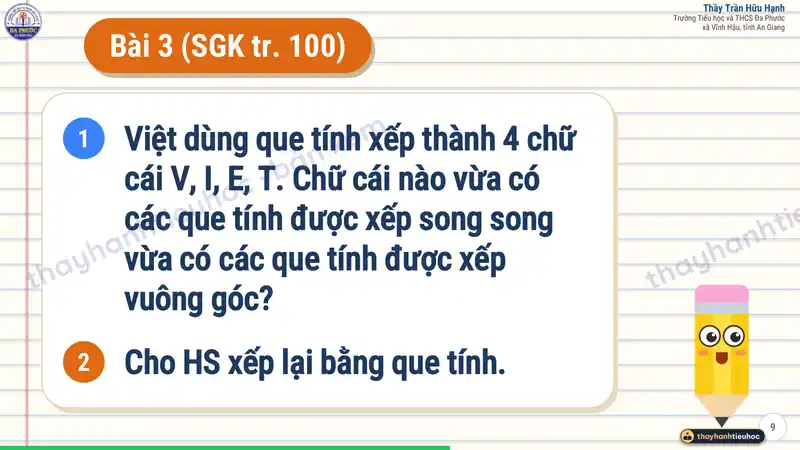 Thầy Trần Hữu Hạnh
Trường Tiểu học và THCS Đa Phước
xã Vĩnh Hậu, tỉnh An Giang
ĐA PHƯỚC
Bài 3 (SGK tr. 100)
1 Việt dùng que tính xếp thành 4 chữ
cái V, I, E, T. Chữ cái nào vừa có
các que tính được xếp song song
vừa có các que tính được xếp
vuông góc?
2 Cho HS xếp lại bằng que tính.
thayhanhtieuhoc
9